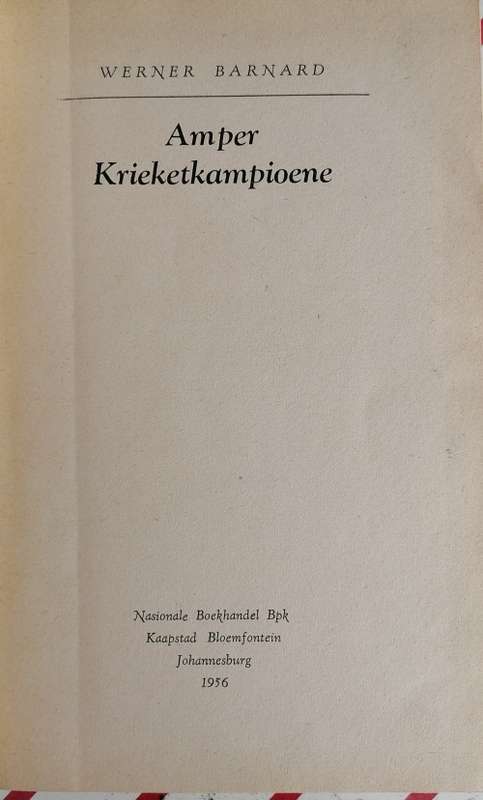 WERNER BARNARD
Amper
Krieketkampioene
Nasionale Boekhandel Bpk
Kaapstad Bloemfontein
Johannesburg
1956